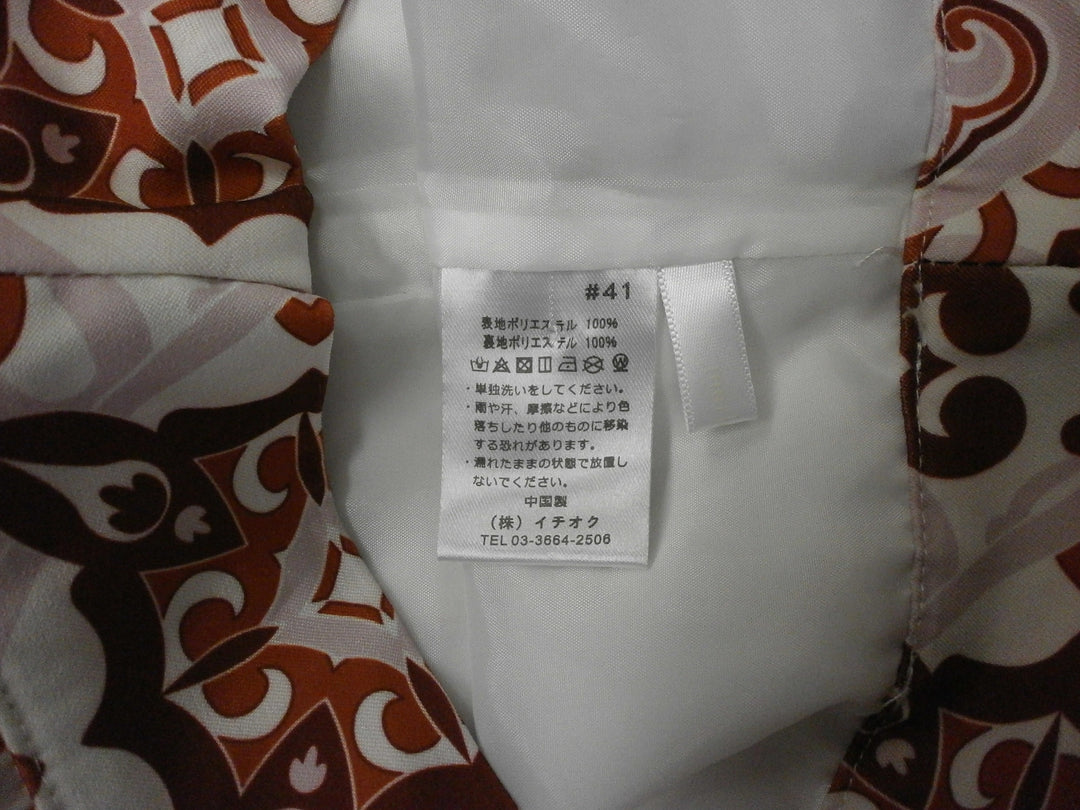 #41
表地ポリエステル 100%
裏地ポリエステル 100%
・単独洗いをしてください。
・雨や汗、摩擦などにより色
落ちしたり他のものに移染
する恐れがあります。
・濡れたままの状態で放置し
ないでください。
中国製
(株) イチオク
TEL 03-3664-2506